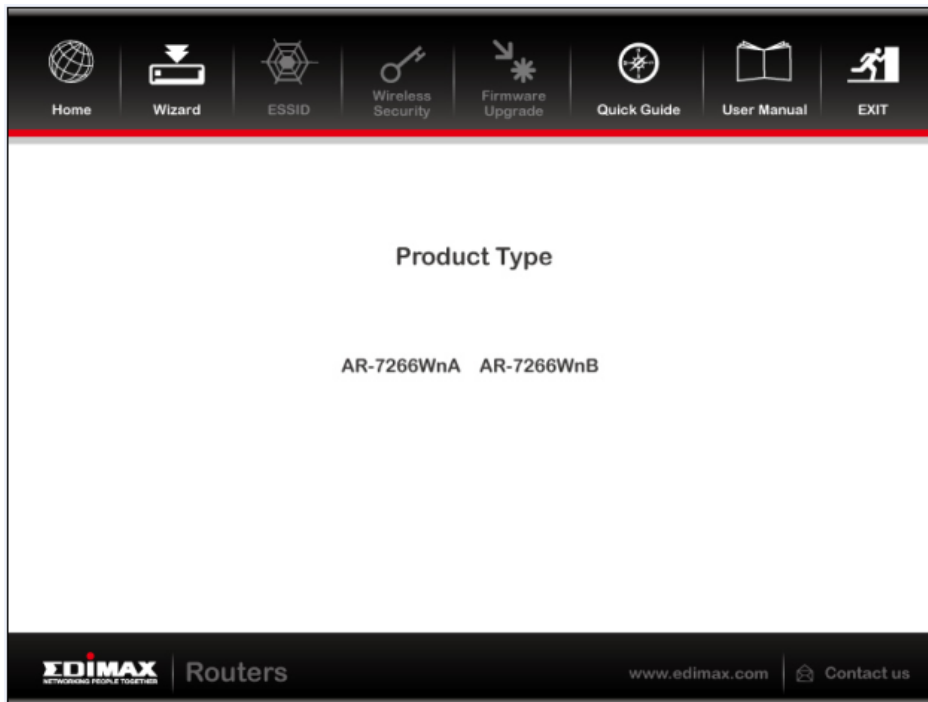 Home
Wizard
ESSID
Wireless
Security
Firmware
Upgrade
Quick Guide
User Manual
EXIT
Product Type
AR-7266WnA AR-7266WnB
EDIMAX
NETWORKING PEOPLE TOGETHER
Routers
www.edimax.com
Contact us